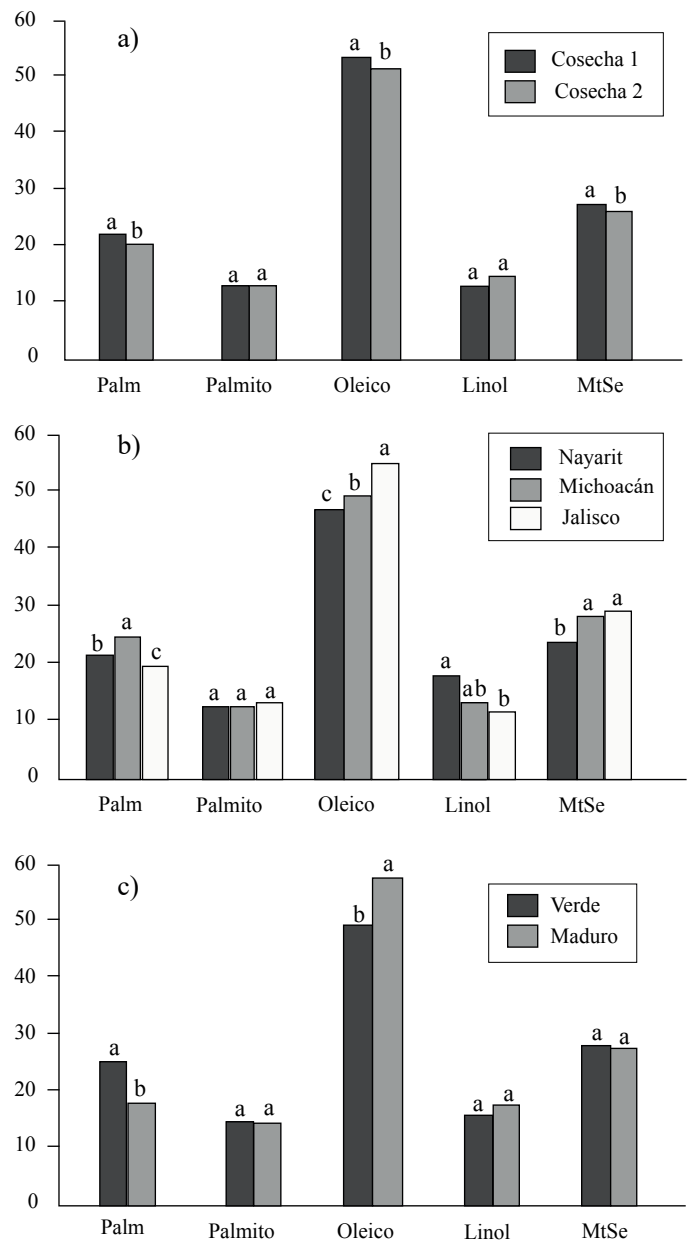 60
a)
a
b
Cosecha 1
Cosecha 2
50
40
30
a
b
a
b
20
a
a
a
a
10
0
Palm
Palmito
Oleico
Linol
MtSe
60
b)
a
Nayarit
Michoacán
Jalisco
50
c
b
40
30
b
a
c
a
b
a
a
20
a
a
a
ab
b
10
0
Palm
Palmito
Oleico
Linol
MtSe
60
c)
a
Verde
Maduro
50
b
40
30
a
b
a
a
20
a
a
a
a
10
0
Palm
Palmito
Oleico
Linol
MtSe